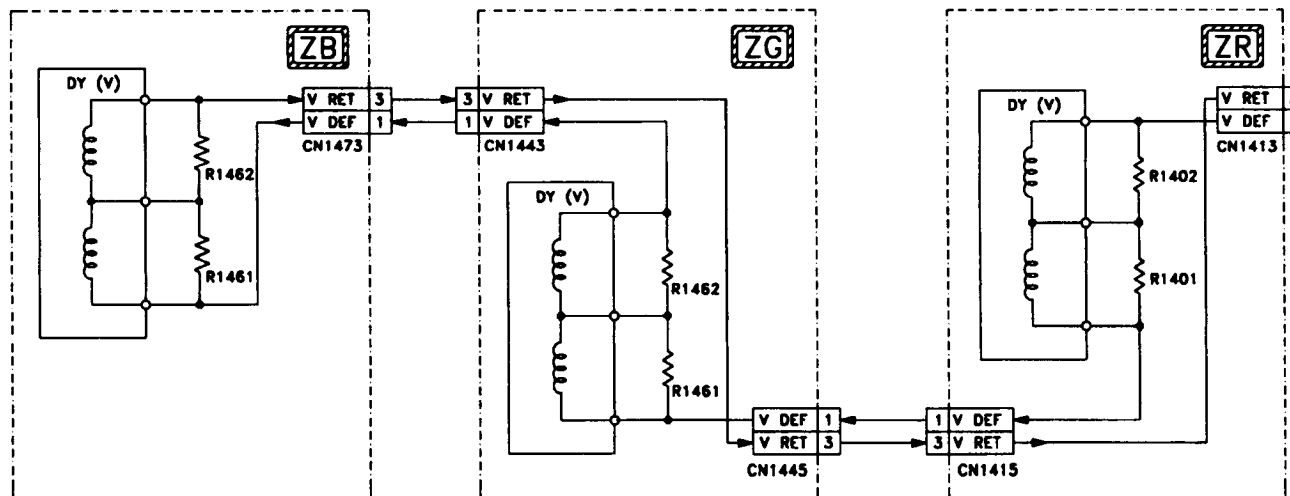 ZB
DY (V)
V RET 3
V DEF 1
CN1473
R1462
R1461
ZG
3 V RET
1 V DEF
CN1443
DY (V)
R1462
R1461
V DEF 1
V RET 3
CN1445
ZR
DY (V)
V RET
V DEF
CN1413
R1402
R1401
1 V DEF
3 V RET
CN1415